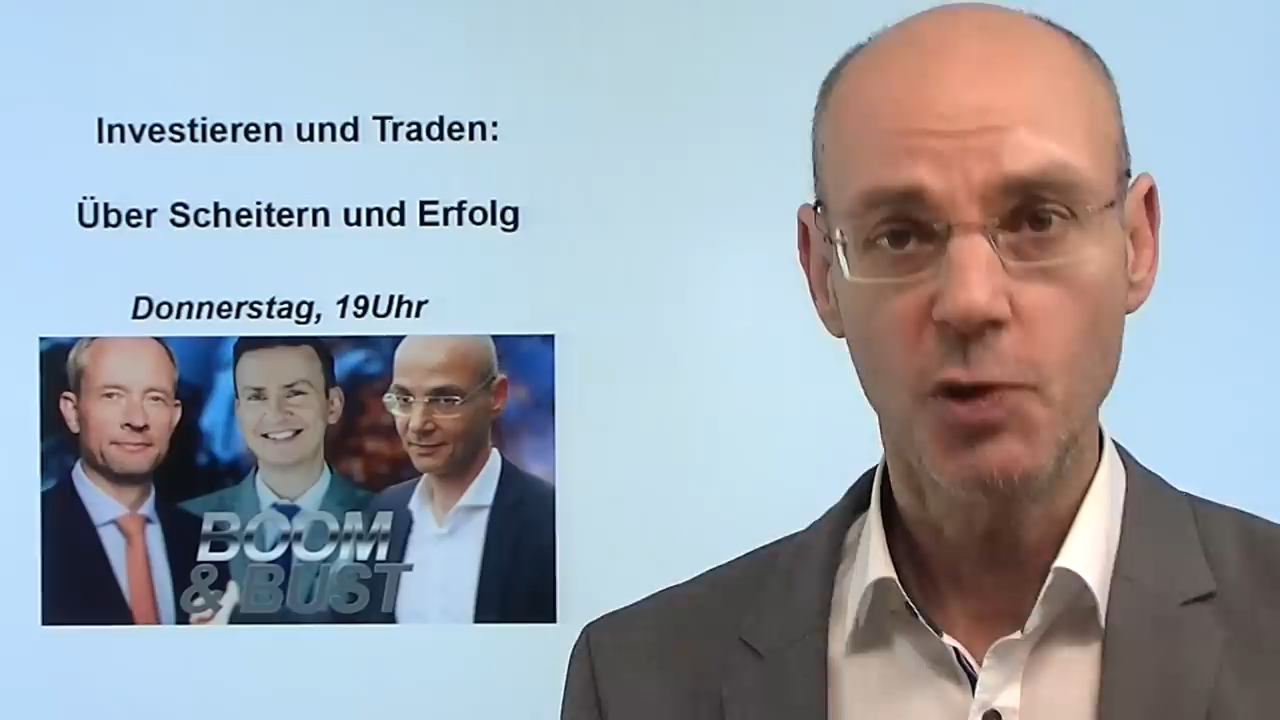 Investieren und Traden:
Über Scheitern und Erfolg
Donnerstag, 19Uhr
BOOM
& BUST